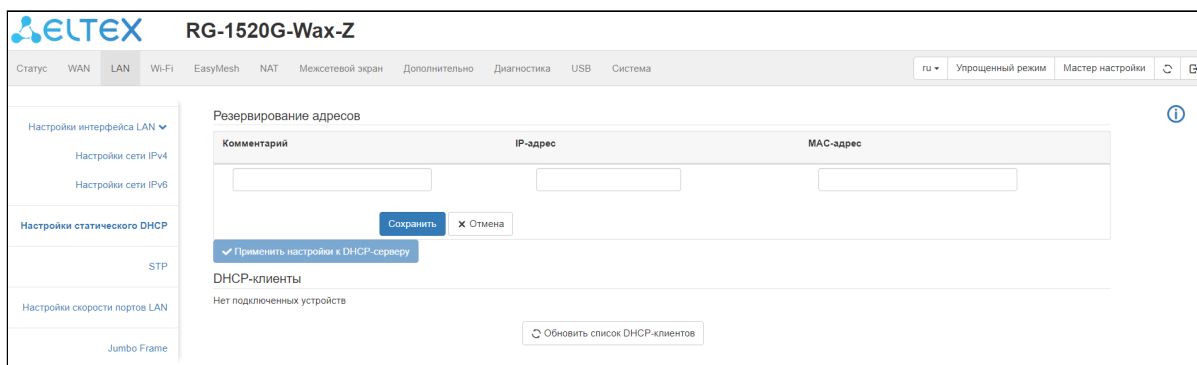 ELTEX RG-1520G-Wax-Z
Статус WAN LAN Wi-Fi EasyMesh NAT Межсетевой экран Дополнительно Диагностика USB Система ru Упрощенный режим Мастер настройки
Настройки интерфейса LAN
Настройки сети IPv4
Настройки сети IPv6
Настройки статического DHCP
STP
Настройки скорости портов LAN
Jumbo Frame
Резервирование адресов
Комментарий IP-адрес MAC-адрес
Сохранить Отмена
Применить настройки к DHCP-серверу
DHCP-клиенты
Нет подключенных устройств
Обновить список DHCP-клиентов